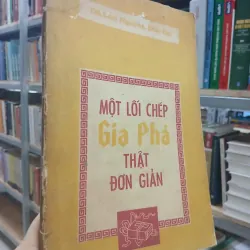 MỘT LỐI CHÉP
Gia Phả
THẬT
ĐƠN GIẢN